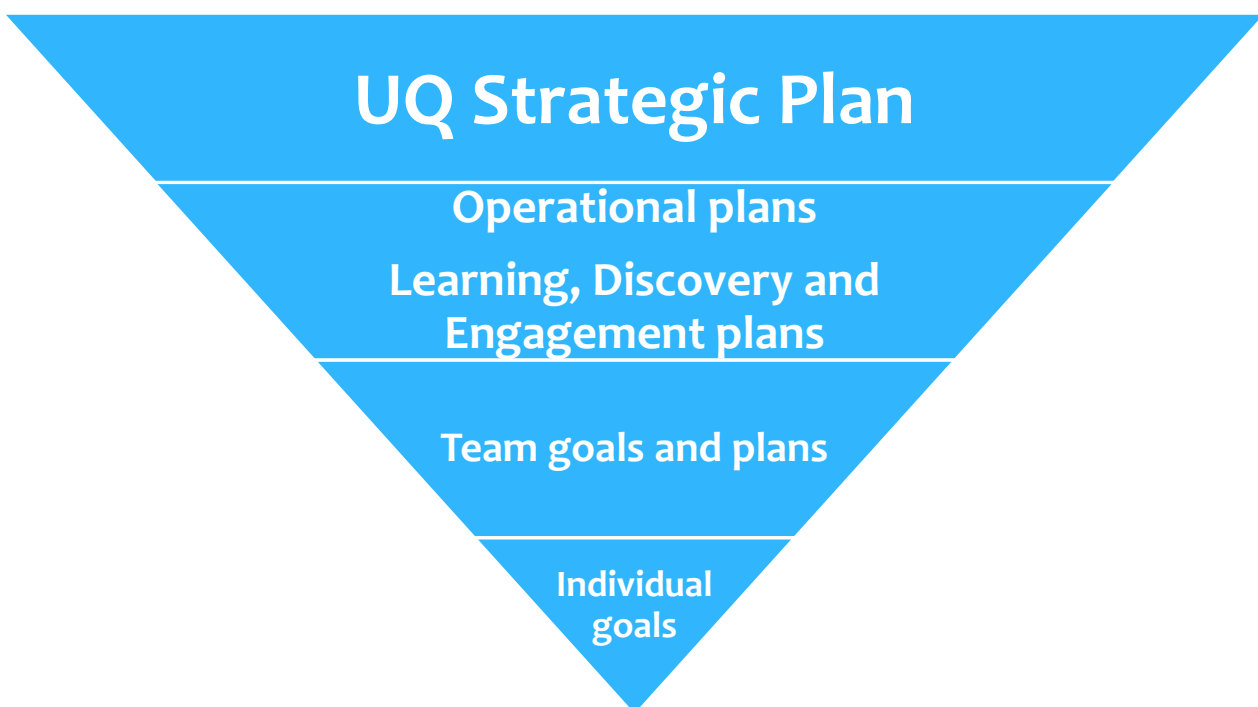 UQ Strategic Plan
Operational plans
Learning, Discovery and
Engagement plans
Team goals and plans
Individual
goals